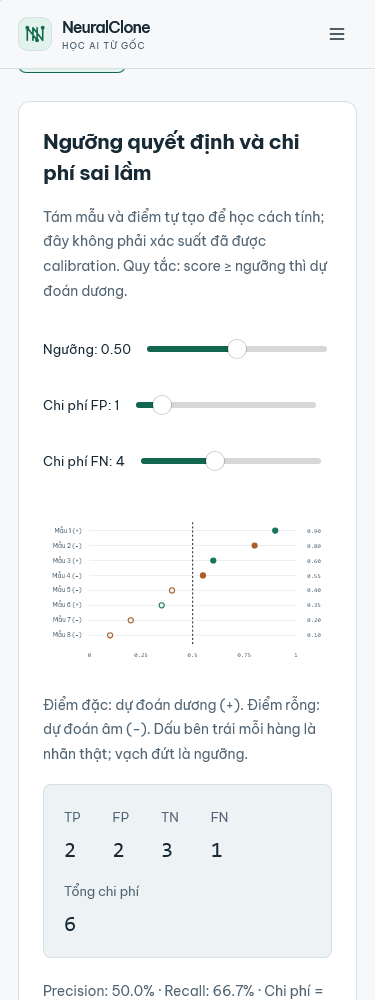 NeuralClone
HỌC AI TỪ GỐC
Ngưỡng quyết định và chi
phí sai lầm
Tám mẫu và điểm tự tạo để học cách tính;
đây không phải xác suất đã được
calibration. Quy tắc: score ≥ ngưỡng thì dự
đoán dương.
Ngưỡng: 0.50
Chi phí FP: 1
Chi phí FN: 4
Mẫu 1 (+) 0.90
Mẫu 2 (−) 0.80
Mẫu 3 (+) 0.60
Mẫu 4 (−) 0.55
Mẫu 5 (−) 0.40
Mẫu 6 (+) 0.35
Mẫu 7 (−) 0.20
Mẫu 8 (−) 0.10
0 0.25 0.5 0.75 1
Điểm đặc: dự đoán dương (+). Điểm rỗng:
dự đoán âm (−). Dấu bên trái mỗi hàng là
nhãn thật; vạch đứt là ngưỡng.
TP FP TN FN
2 2 3 1
Tổng chi phí
6
Precision: 50.0% · Recall: 66.7% · Chi phí =